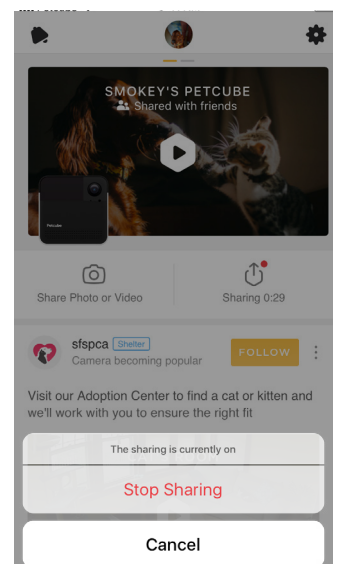 SMOKEY'S PETCUBE
Shared with friends
Petcube
Share Photo or Video
Sharing 0:29
sfspca Shelter
Camera becoming popular
FOLLOW
Visit our Adoption Center to find a cat or kitten and
we'll work with you to ensure the right fit
The sharing is currently on
Stop Sharing
Cancel